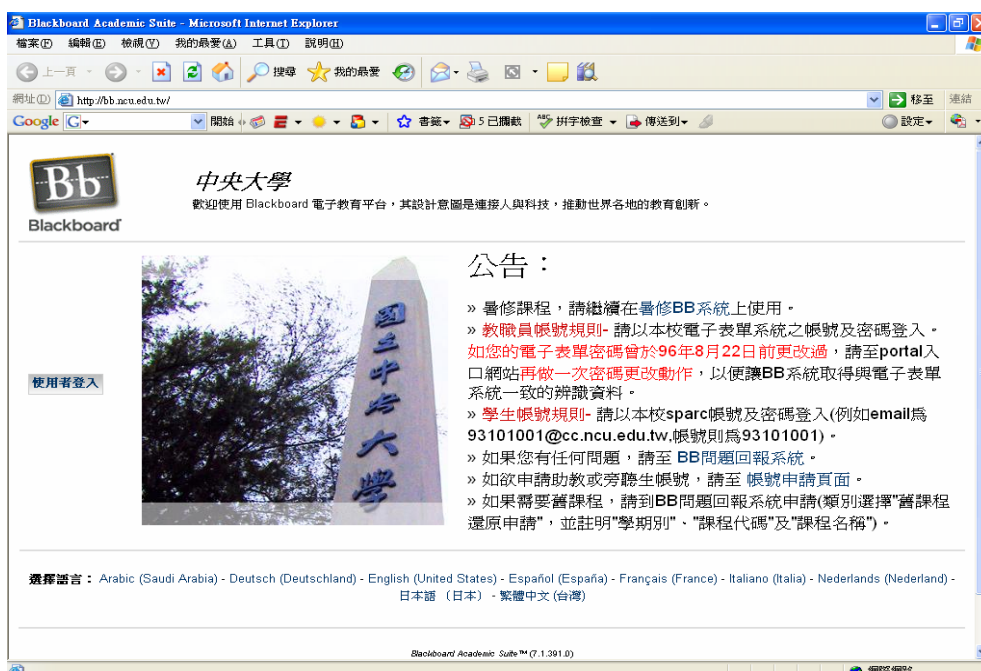 Blackboard Academic Suite - Microsoft Internet Explorer
檔案(F) 編輯(E) 檢視(V) 我的最愛(A) 工具(T) 說明(H)
上一頁 搜尋 我的最愛
網址(D) http://bb.ncu.edu.tw/ 移至 連結
Google G 開始 書籤 5 已攔截 ABC 拼字檢查 傳送到 設定
Bb
Blackboard
中央大學
歡迎使用 Blackboard 電子教育平台，其設計意圖是連接人與科技，推動世界各地的教育創新。
使用者登入
國立中央大學
公告：
» 暑修課程，請繼續在暑修BB系統上使用。
» 教職員帳號規則- 請以本校電子表單系統之帳號及密碼登入。
如您的電子表單密碼曾於96年8月22日前更改過，請至portal入
口網站再做一次密碼更改動作，以便讓BB系統取得與電子表單
系統一致的辨識資料。
» 學生帳號規則- 請以本校sparc帳號及密碼登入(例如email為
93101001@cc.ncu.edu.tw,帳號則為93101001)。
» 如果您有任何問題，請至 BB問題回報系統。
» 如欲申請助教或旁聽生帳號，請至 帳號申請頁面。
» 如果需要舊課程，請到BB問題回報系統申請(類別選擇"舊課程
還原申請"，並註明"學期別"、"課程代碼"及"課程名稱")。
選擇語言： Arabic (Saudi Arabia) - Deutsch (Deutschland) - English (United States) - Español (España) - Français (France) - Italiano (Italia) - Nederlands (Nederland) -
日本語 （日本） - 繁體中文 (台灣)
Blackboard Academic Suite™ (7.1.391.0)